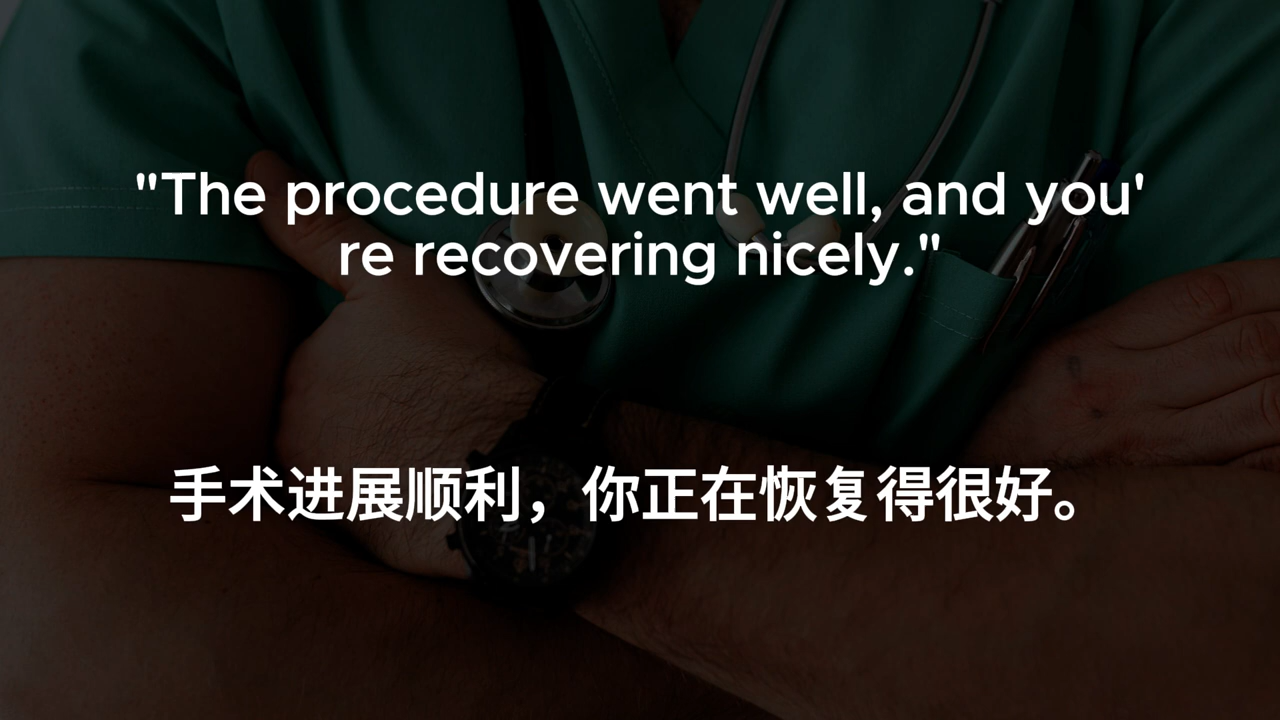 "The procedure went well, and you'
re recovering nicely."
手术进展顺利，你正在恢复得很好。